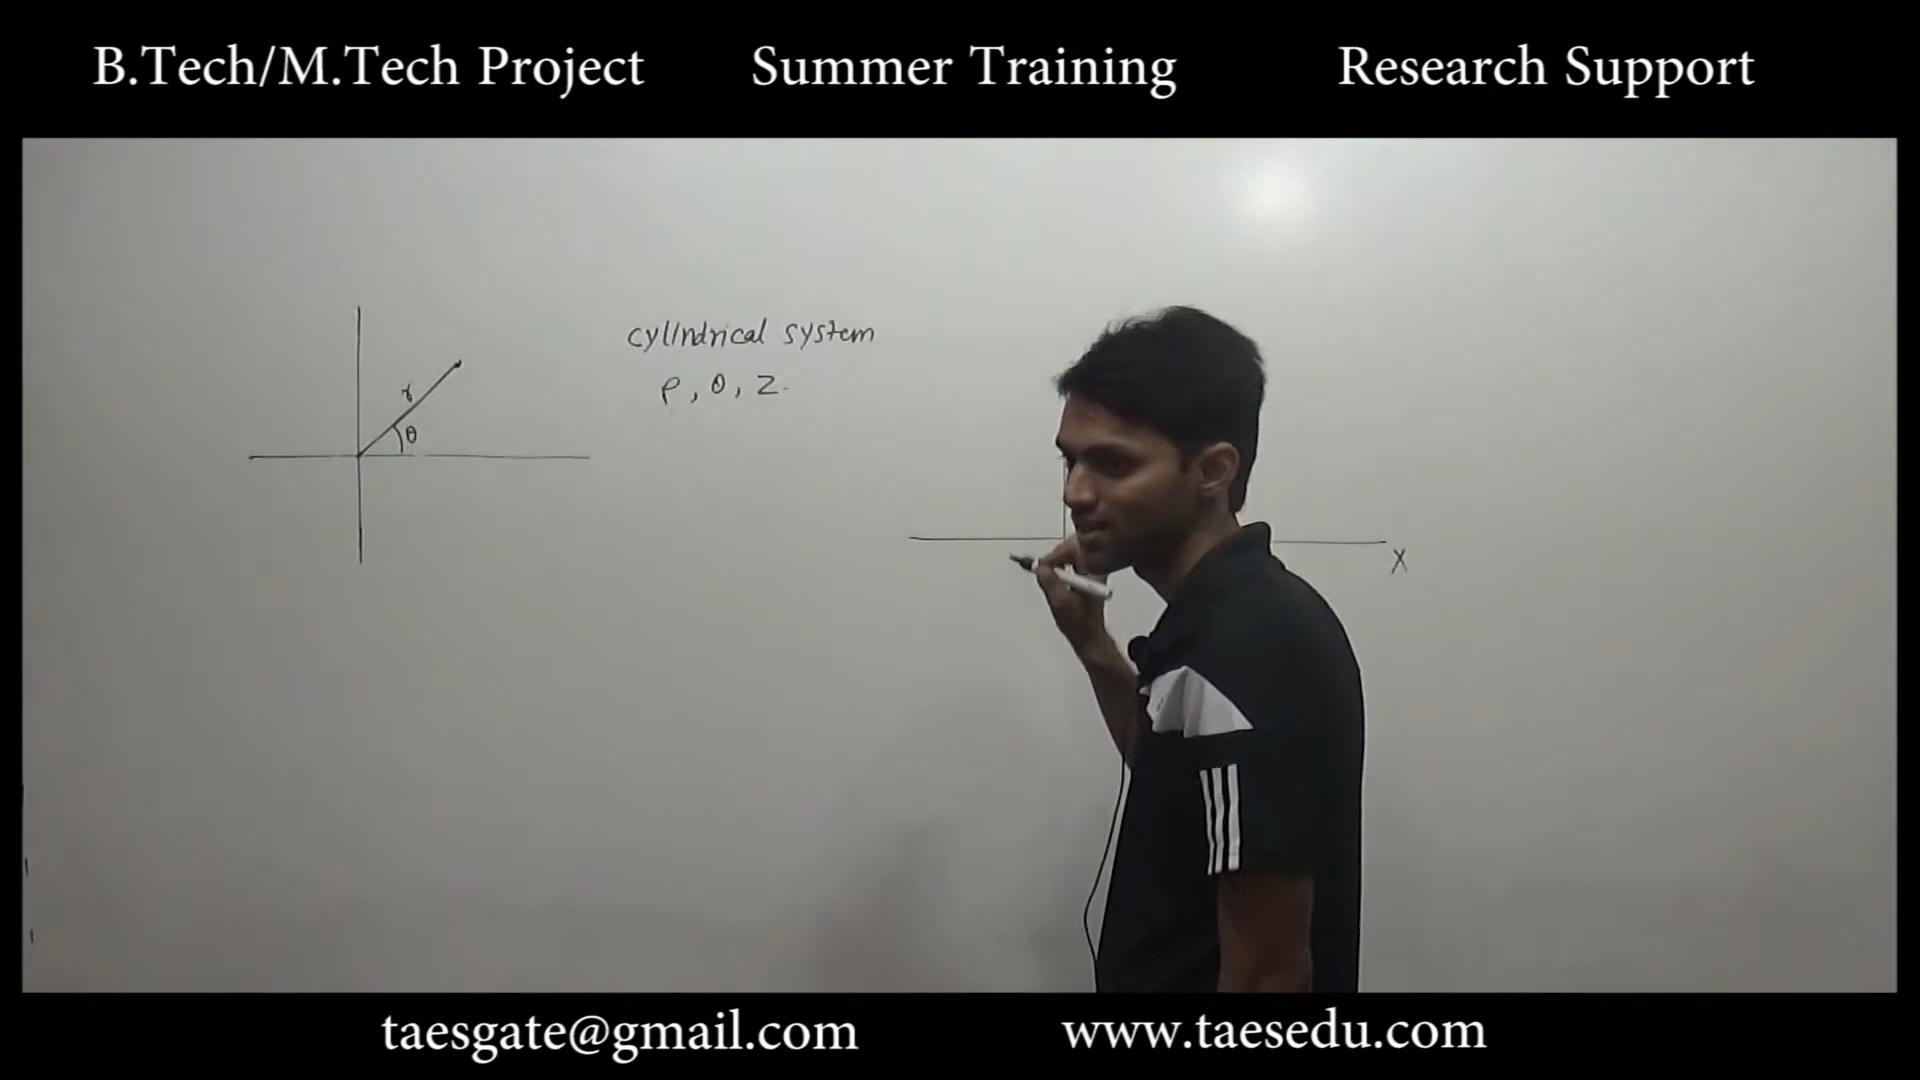 B.Tech/M.Tech Project Summer Training Research Support
cylindrical system
ρ, θ, z.
r
θ
X
taesgate@gmail.com www.taesedu.com